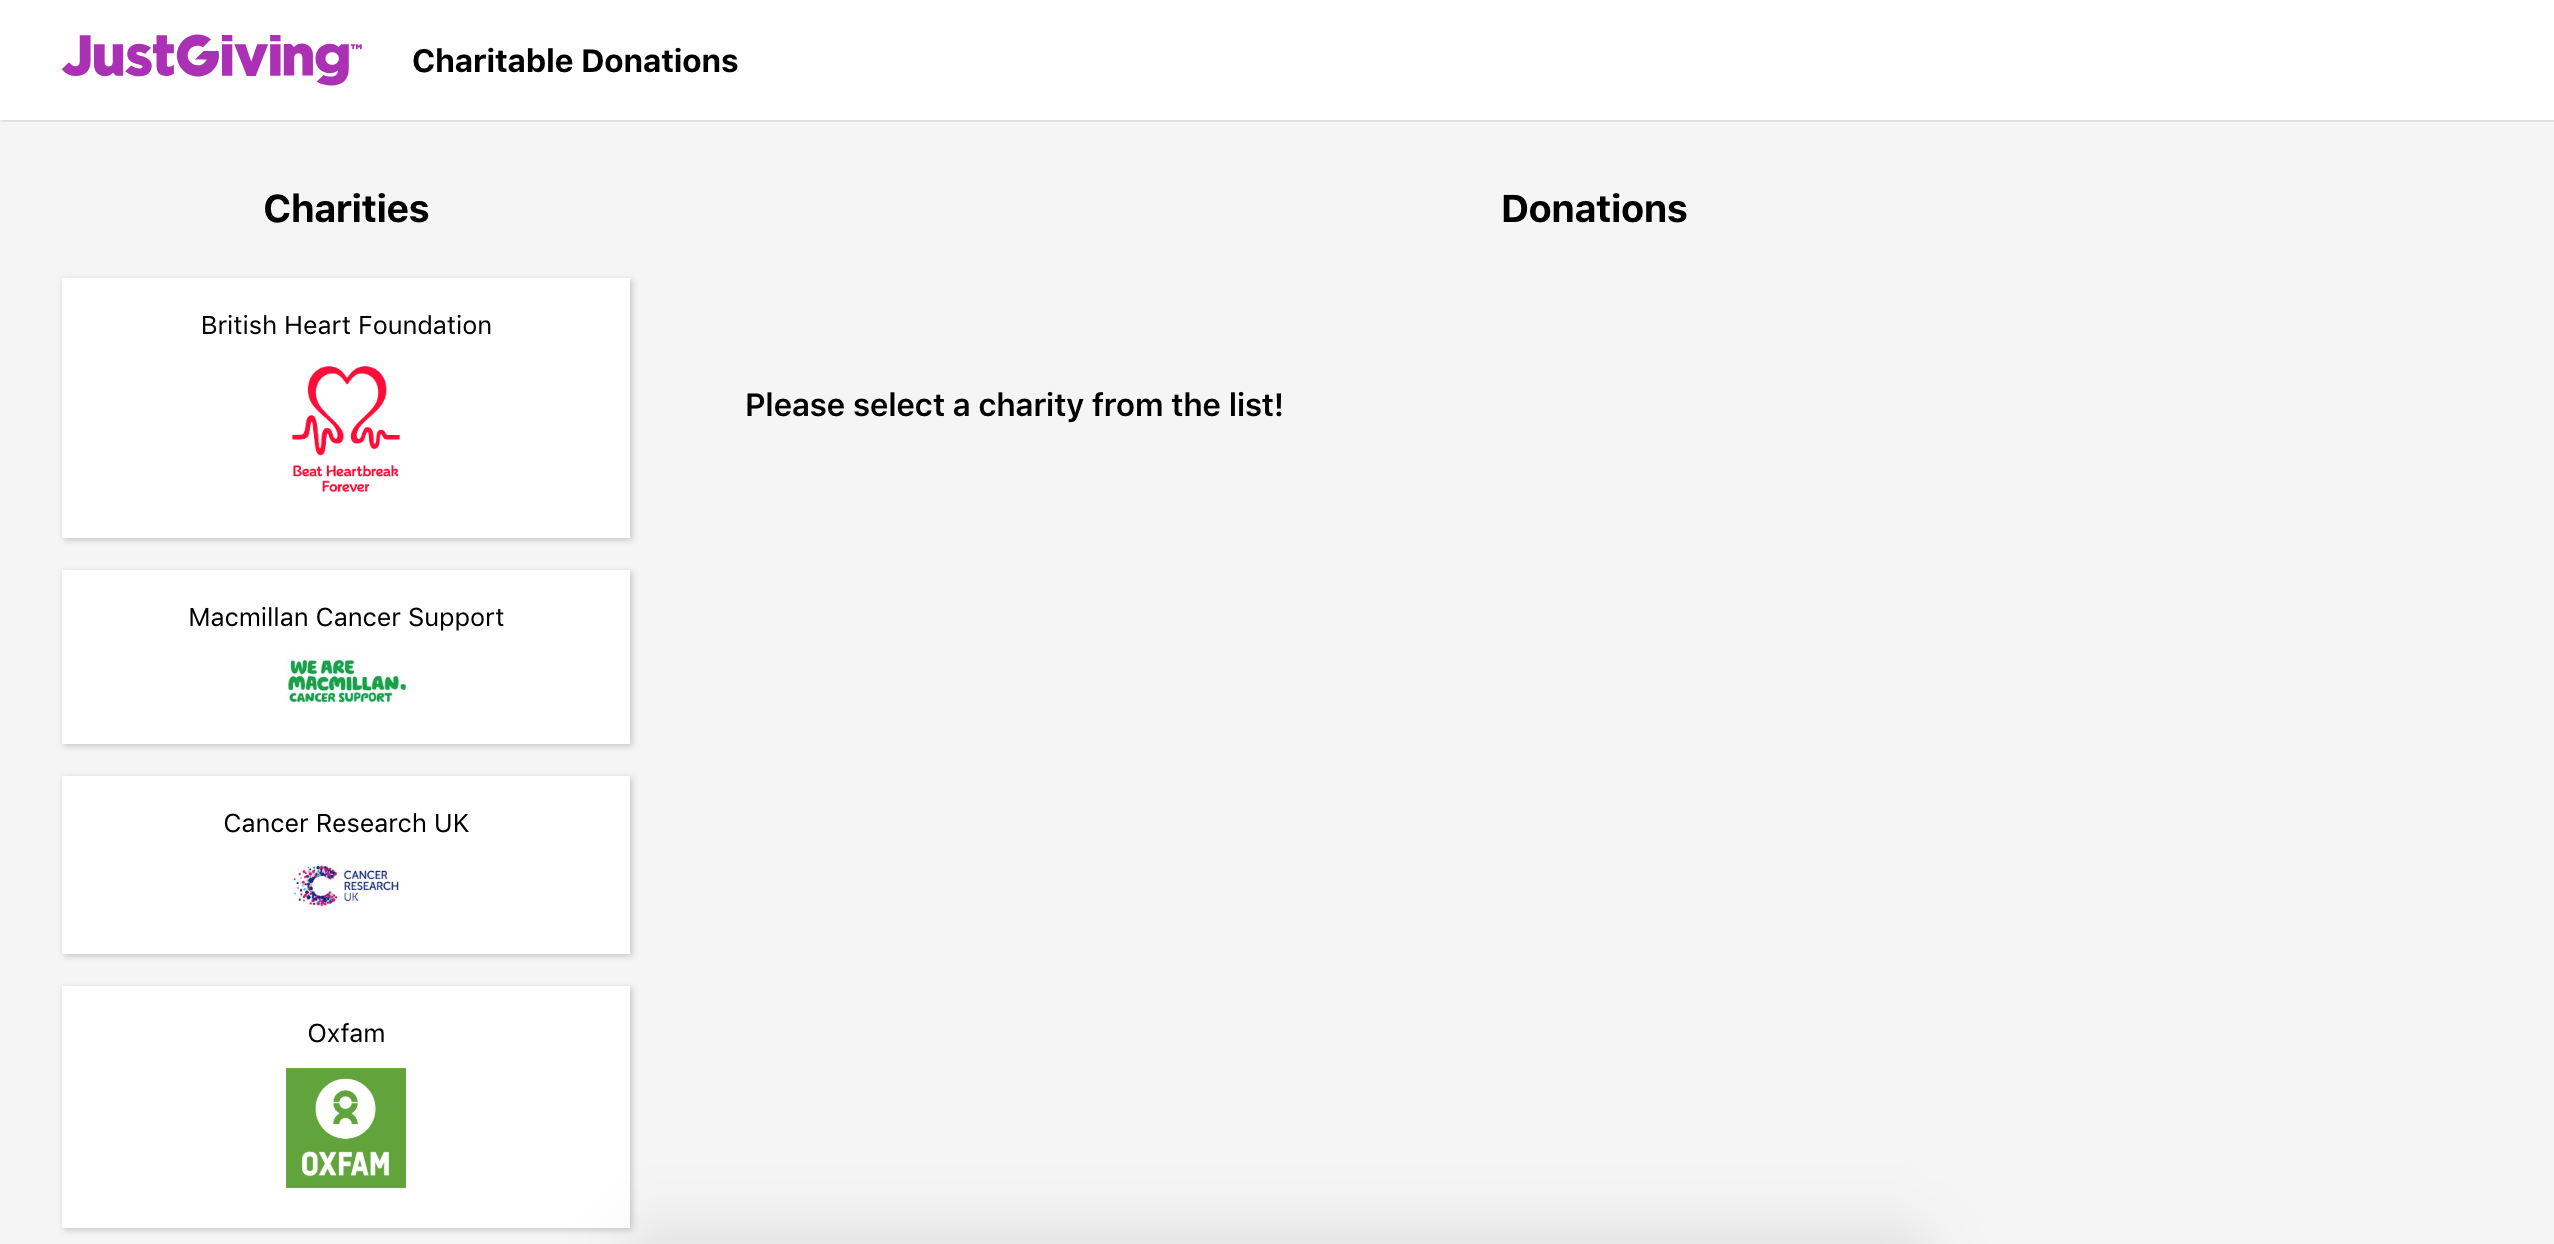 JustGiving™
Charitable Donations
Charities
Donations
British Heart Foundation
Beat Heartbreak
Forever
Please select a charity from the list!
Macmillan Cancer Support
WE ARE
MACMILLAN.
CANCER SUPPORT
Cancer Research UK
CANCER
RESEARCH
UK
Oxfam
OXFAM